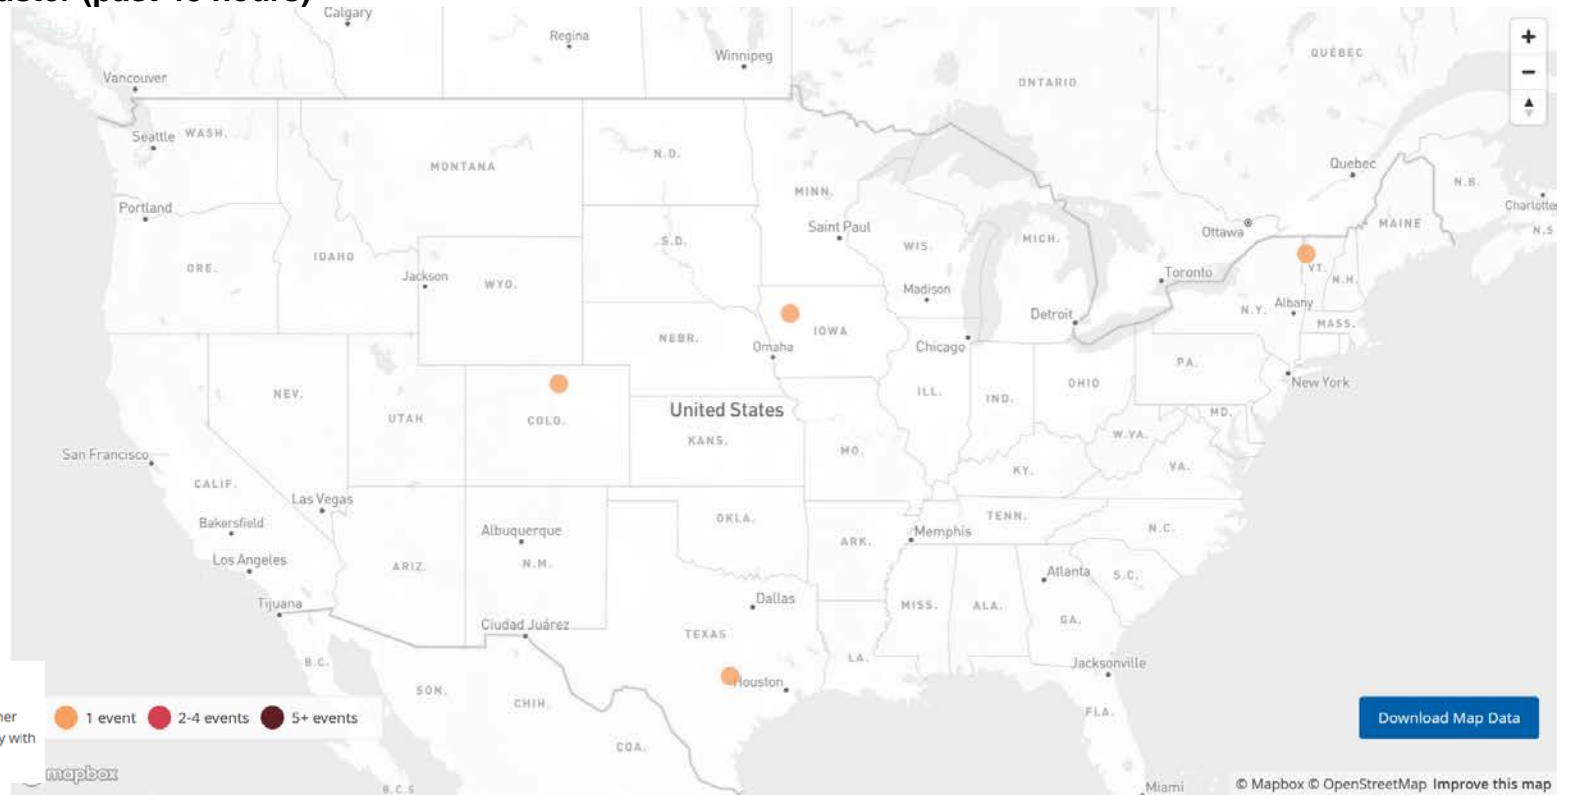 (past 48 hours)
Calgary
Regina
Winnipeg
QUÉBEC
ONTARIO
Vancouver
Seattle
WASH.
MONTANA
N.D.
MINN.
Quebec
N.B.
Portland
Saint Paul
Ottawa
MAINE
Charlotte
N.S
ORE.
IDAHO
Jackson
WYO.
S.D.
WIS.
MICH.
Toronto
VT.
N.H.
Madison
Detroit
N.Y.
Albany
MASS.
NEBR.
Omaha
IOWA
Chicago
PA.
New York
NEV.
UTAH
COLO.
United States
KANS.
ILL.
IND.
OHIO
MD.
W.VA.
VA.
San Francisco
CALIF.
Las Vegas
MO.
KY.
Bakersfield
Albuquerque
OKLA.
TENN.
N.C.
Los Angeles
ARIZ.
N.M.
ARK.
Memphis
Atlanta
S.C.
Tijuana
Ciudad Juárez
Dallas
TEXAS
MISS.
ALA.
GA.
B.C.
SON.
CHIH.
Houston
LA.
Jacksonville
FLA.
1 event
2-4 events
5+ events
Download Map Data
y with
COA.
mapbox
B.C.S
Miami
© Mapbox © OpenStreetMap Improve this map